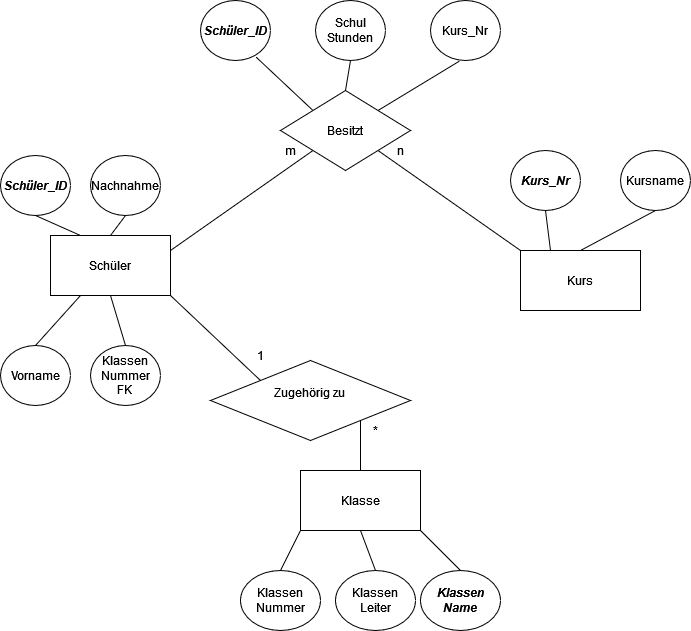 Schüler_ID
Schul
Stunden
Kurs_Nr
Besitzt
m
n
Schüler_ID
Nachnahme
Kurs_Nr
Kursname
Schüler
Kurs
Vorname
Klassen
Nummer
FK
1
Zugehörig zu
*
Klasse
Klassen
Nummer
Klassen
Leiter
Klassen
Name